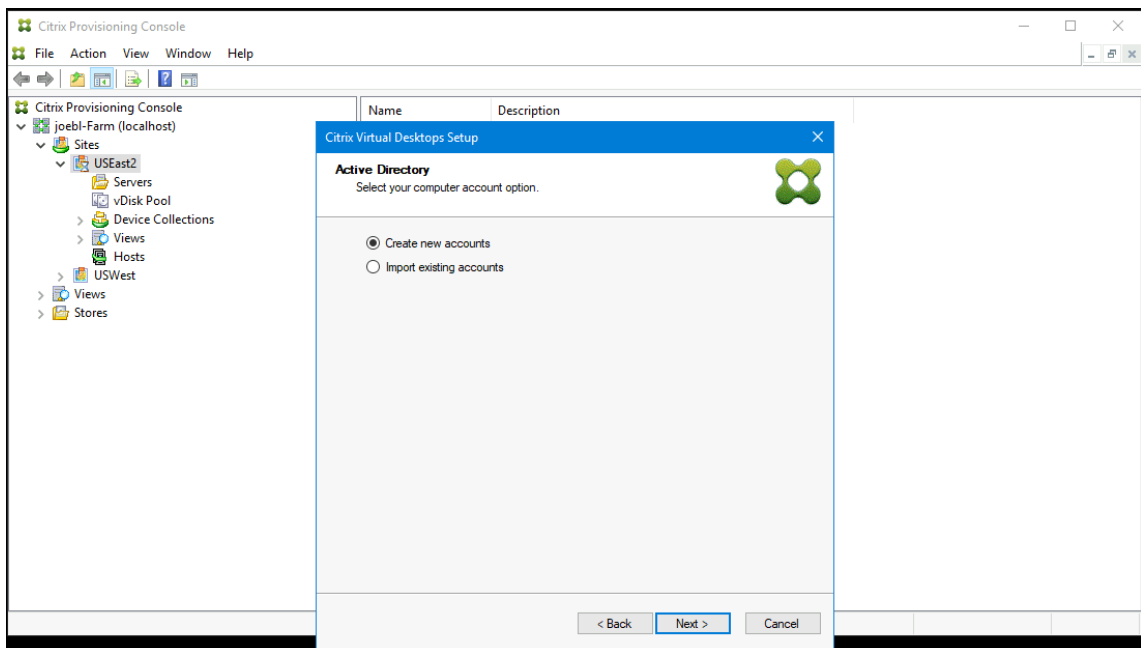 Citrix Provisioning Console
File Action View Window Help
Citrix Provisioning Console
joebl-Farm (localhost)
Sites
USEast2
Servers
vDisk Pool
Device Collections
Views
Hosts
USWest
Views
Stores
Name Description
Citrix Virtual Desktops Setup
Active Directory
Select your computer account option.
Create new accounts
Import existing accounts
< Back Next > Cancel